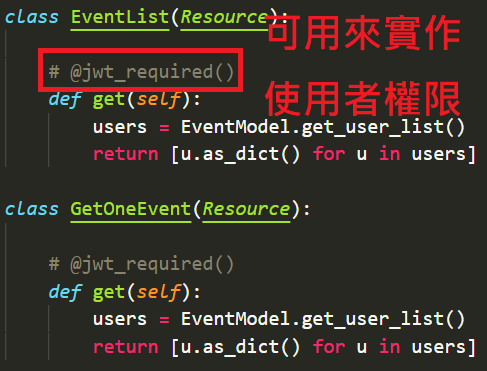 class EventList(Resource):
可用來實作
# @jwt_required()
def get(self):
使用者權限
users = EventModel.get_user_list()
return [u.as_dict() for u in users]
class GetOneEvent(Resource):
# @jwt_required()
def get(self):
users = EventModel.get_user_list()
return [u.as_dict() for u in users]